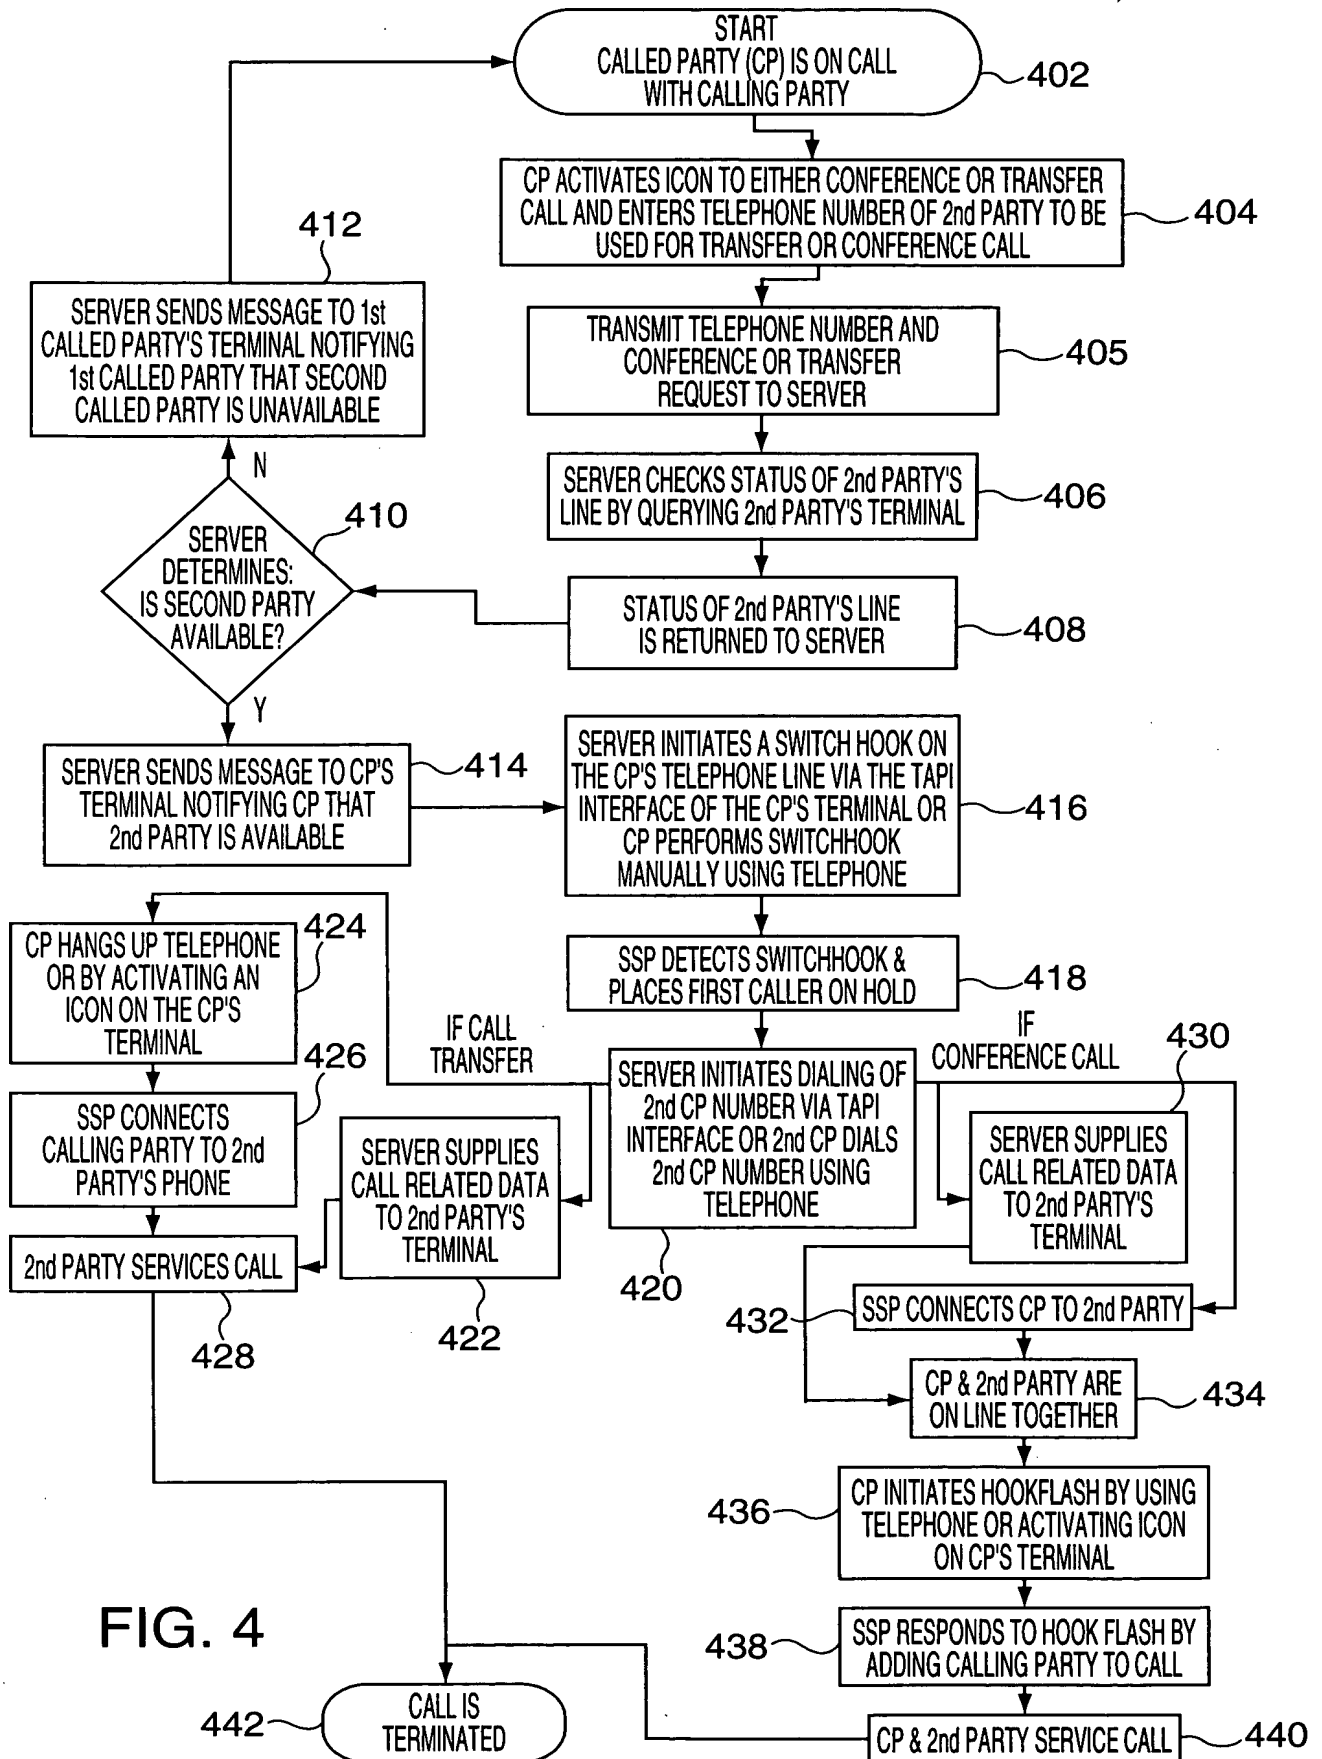 START
CALLED PARTY (CP) IS ON CALL
WITH CALLING PARTY
402
CP ACTIVATES ICON TO EITHER CONFERENCE OR TRANSFER
CALL AND ENTERS TELEPHONE NUMBER OF 2nd PARTY TO BE
USED FOR TRANSFER OR CONFERENCE CALL
404
412
SERVER SENDS MESSAGE TO 1st
CALLED PARTY'S TERMINAL NOTIFYING
1st CALLED PARTY THAT SECOND
CALLED PARTY IS UNAVAILABLE
TRANSMIT TELEPHONE NUMBER AND
CONFERENCE OR TRANSFER
REQUEST TO SERVER
405
N
SERVER CHECKS STATUS OF 2nd PARTY'S
LINE BY QUERYING 2nd PARTY'S TERMINAL
406
410
SERVER
DETERMINES:
IS SECOND PARTY
AVAILABLE?
STATUS OF 2nd PARTY'S LINE
IS RETURNED TO SERVER
408
Y
SERVER SENDS MESSAGE TO CP'S
TERMINAL NOTIFYING CP THAT
2nd PARTY IS AVAILABLE
414
SERVER INITIATES A SWITCH HOOK ON
THE CP'S TELEPHONE LINE VIA THE TAPI
INTERFACE OF THE CP'S TERMINAL OR
CP PERFORMS SWITCHHOOK
MANUALLY USING TELEPHONE
416
424
CP HANGS UP TELEPHONE
OR BY ACTIVATING AN
ICON ON THE CP'S
TERMINAL
SSP DETECTS SWITCHHOOK &
PLACES FIRST CALLER ON HOLD
418
IF CALL
TRANSFER
IF
CONFERENCE CALL
430
426
SSP CONNECTS
CALLING PARTY TO 2nd
PARTY'S PHONE
SERVER INITIATES DIALING OF
2nd CP NUMBER VIA TAPI
INTERFACE OR 2nd CP DIALS
2nd CP NUMBER USING
TELEPHONE
420
SERVER SUPPLIES
CALL RELATED DATA
TO 2nd PARTY'S
TERMINAL
422
SERVER SUPPLIES
CALL RELATED DATA
TO 2nd PARTY'S
TERMINAL
2nd PARTY SERVICES CALL
428
432
SSP CONNECTS CP TO 2nd PARTY
CP & 2nd PARTY ARE
ON LINE TOGETHER
434
436
CP INITIATES HOOKFLASH BY USING
TELEPHONE OR ACTIVATING ICON
ON CP'S TERMINAL
FIG. 4
438
SSP RESPONDS TO HOOK FLASH BY
ADDING CALLING PARTY TO CALL
442
CALL IS
TERMINATED
CP & 2nd PARTY SERVICE CALL
440